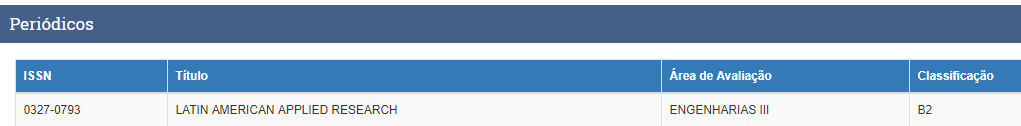 Periódicos
ISSN Título Área de Avaliação Classificação
0327-0793 LATIN AMERICAN APPLIED RESEARCH ENGENHARIAS III B2